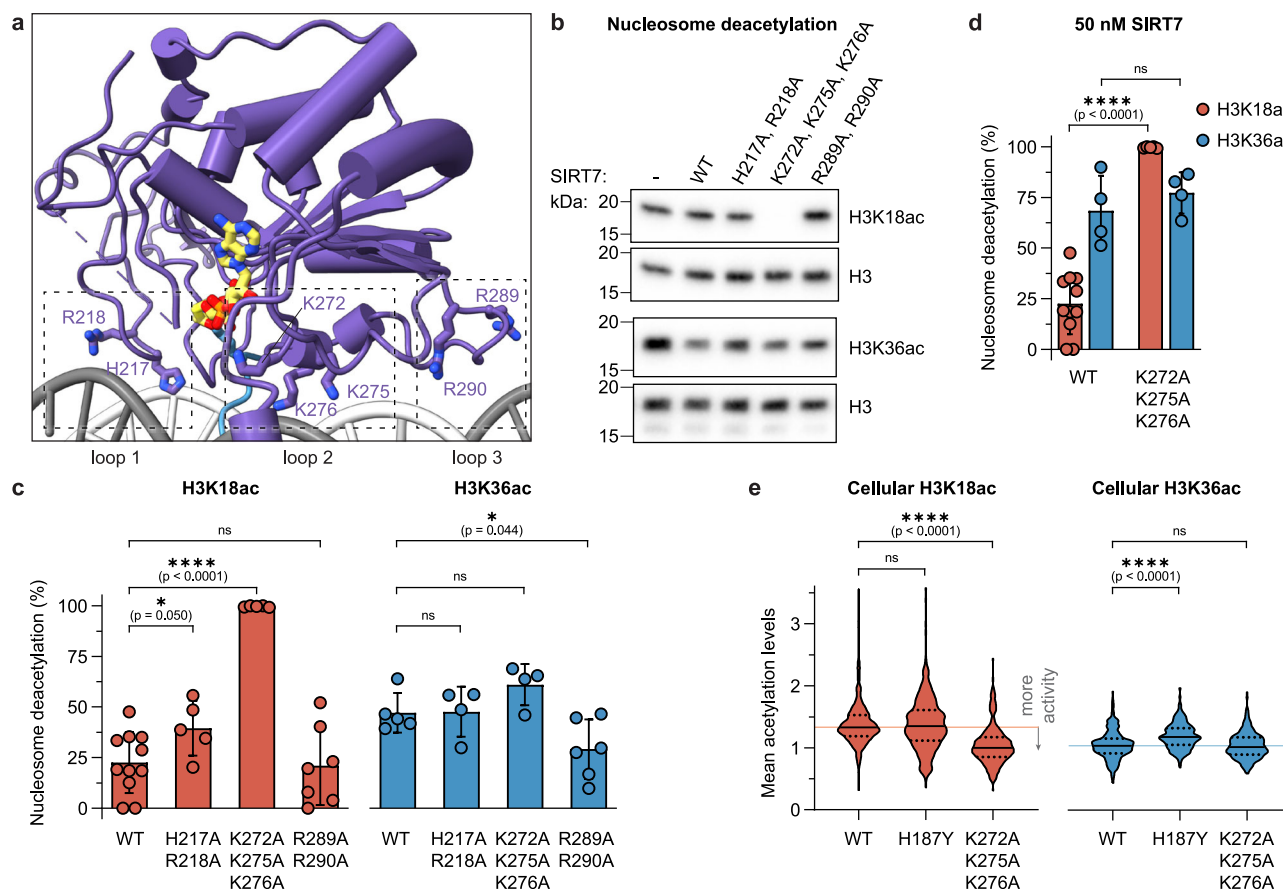 a
R218
H217
K272
K276
K275
R289
R290
loop 1
loop 2
loop 3
b
Nucleosome deacetylation
SIRT7:
-
WT
H217A, R218A
K272A, K275A, K276A
R289A, R290A
kDa:
20
15
H3K18ac
20
15
H3
20
15
H3K36ac
20
15
H3
c
H3K18ac
Nucleosome deacetylation (%)
100
75
50
25
0
ns
****
(p < 0.0001)
*
(p = 0.050)
WT
H217A
R218A
K272A
K275A
K276A
R289A
R290A
H3K36ac
*
(p = 0.044)
ns
ns
WT
H217A
R218A
K272A
K275A
K276A
R289A
R290A
d
50 nM SIRT7
ns
****
(p < 0.0001)
H3K18a
H3K36a
Nucleosome deacetylation (%)
100
75
50
25
0
WT
K272A
K275A
K276A
e
Cellular H3K18ac
****
(p < 0.0001)
ns
Mean acetylation levels
3
2
1
0
more
activity
WT
H187Y
K272A
K275A
K276A
Cellular H3K36ac
ns
****
(p < 0.0001)
WT
H187Y
K272A
K275A
K276A